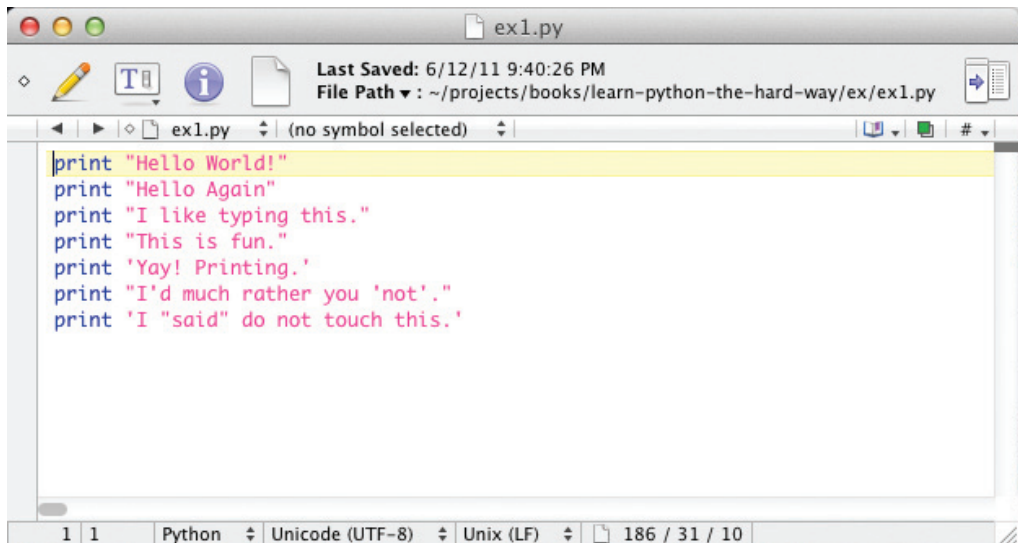 ex1.py
Last Saved: 6/12/11 9:40:26 PM
File Path ▾ : ~/projects/books/learn-python-the-hard-way/ex/ex1.py
ex1.py (no symbol selected) #
print "Hello World!"
print "Hello Again"
print "I like typing this."
print "This is fun."
print 'Yay! Printing.'
print "I'd much rather you 'not'."
print 'I "said" do not touch this.'
1 1 Python Unicode (UTF-8) Unix (LF) 186 / 31 / 10